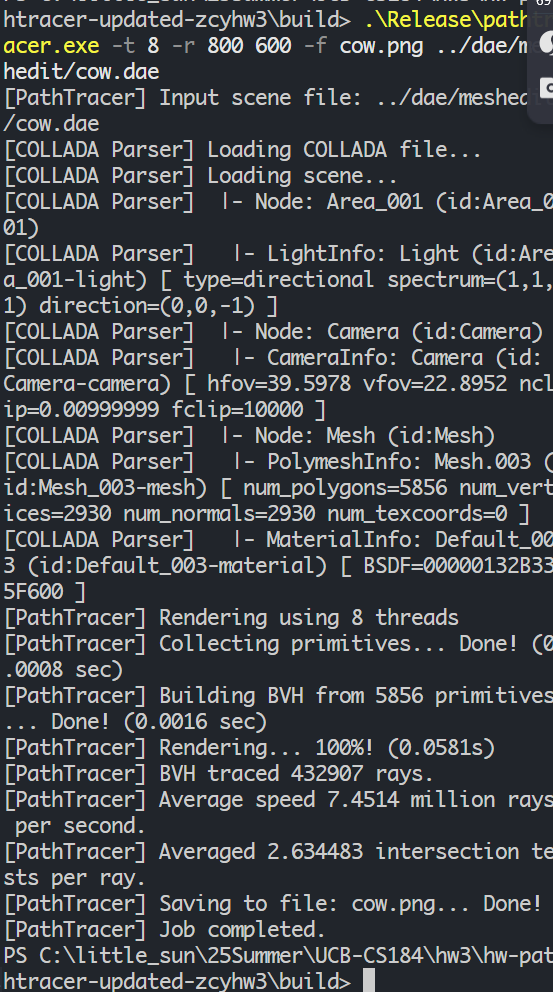 htracer-updated-zcyhw3\build> .\Release\patht
acer.exe -t 8 -r 800 600 -f cow.png ../dae/m
hedit/cow.dae
[PathTracer] Input scene file: ../dae/meshed
/cow.dae
[COLLADA Parser] Loading COLLADA file...
[COLLADA Parser] Loading scene...
[COLLADA Parser]  |- Node: Area_001 (id:Area_0
01)
[COLLADA Parser]   |- LightInfo: Light (id:Are
a_001-light) [ type=directional spectrum=(1,1,
1) direction=(0,0,-1) ]
[COLLADA Parser]  |- Node: Camera (id:Camera)
[COLLADA Parser]   |- CameraInfo: Camera (id:
Camera-camera) [ hfov=39.5978 vfov=22.8952 ncl
ip=0.00999999 fclip=10000 ]
[COLLADA Parser]  |- Node: Mesh (id:Mesh)
[COLLADA Parser]   |- PolymeshInfo: Mesh.003 (
id:Mesh_003-mesh) [ num_polygons=5856 num_vert
ices=2930 num_normals=2930 num_texcoords=0 ]
[COLLADA Parser]   |- MaterialInfo: Default_00
3 (id:Default_003-material) [ BSDF=00000132B33
5F600 ]
[PathTracer] Rendering using 8 threads
[PathTracer] Collecting primitives... Done! (0
.0008 sec)
[PathTracer] Building BVH from 5856 primitives
... Done! (0.0016 sec)
[PathTracer] Rendering... 100%! (0.0581s)
[PathTracer] BVH traced 432907 rays.
[PathTracer] Average speed 7.4514 million rays
 per second.
[PathTracer] Averaged 2.634483 intersection te
sts per ray.
[PathTracer] Saving to file: cow.png... Done!
[PathTracer] Job completed.
PS C:\little_sun\25Summer\UCB-CS184\hw3\hw-pat
htracer-updated-zcyhw3\build>